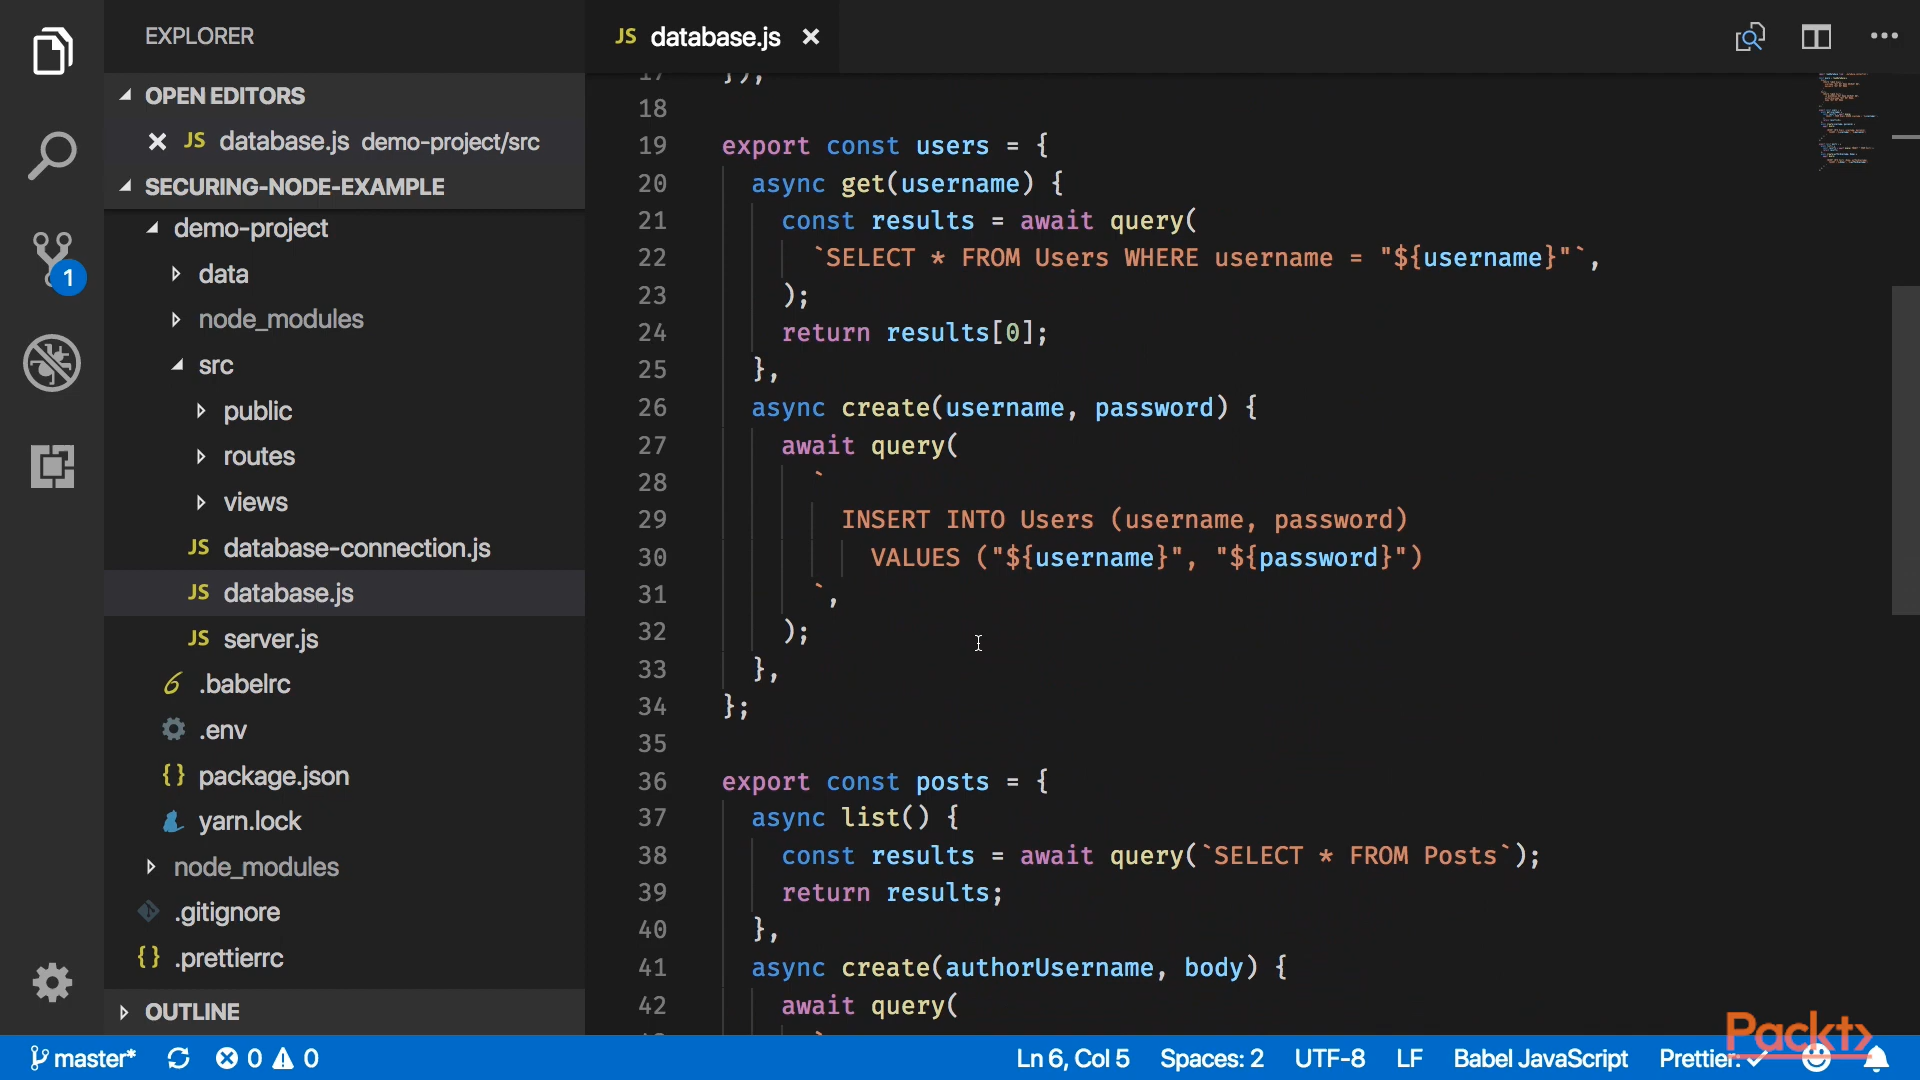 EXPLORER
OPEN EDITORS
JS database.js demo-project/src
SECURING-NODE-EXAMPLE
demo-project
data
node_modules
src
public
routes
views
JS database-connection.js
JS database.js
JS server.js
.babelrc
.env
{} package.json
yarn.lock
node_modules
.gitignore
{} .prettierrc
OUTLINE
1
JS database.js
17 });
18
19 export const users = {
20 async get(username) {
21 const results = await query(
22 `SELECT * FROM Users WHERE username = "${username}"`,
23 );
24 return results[0];
25 },
26 async create(username, password) {
27 await query(
28 `
29 INSERT INTO Users (username, password)
30 VALUES ("${username}", "${password}")
31 `,
32 );
33 },
34 };
35
36 export const posts = {
37 async list() {
38 const results = await query(`SELECT * FROM Posts`);
39 return results;
40 },
41 async create(authorUsername, body) {
42 await query(
Packt>
master* 0 0 Ln 6, Col 5 Spaces: 2 UTF-8 LF Babel JavaScript Prettier: ✓